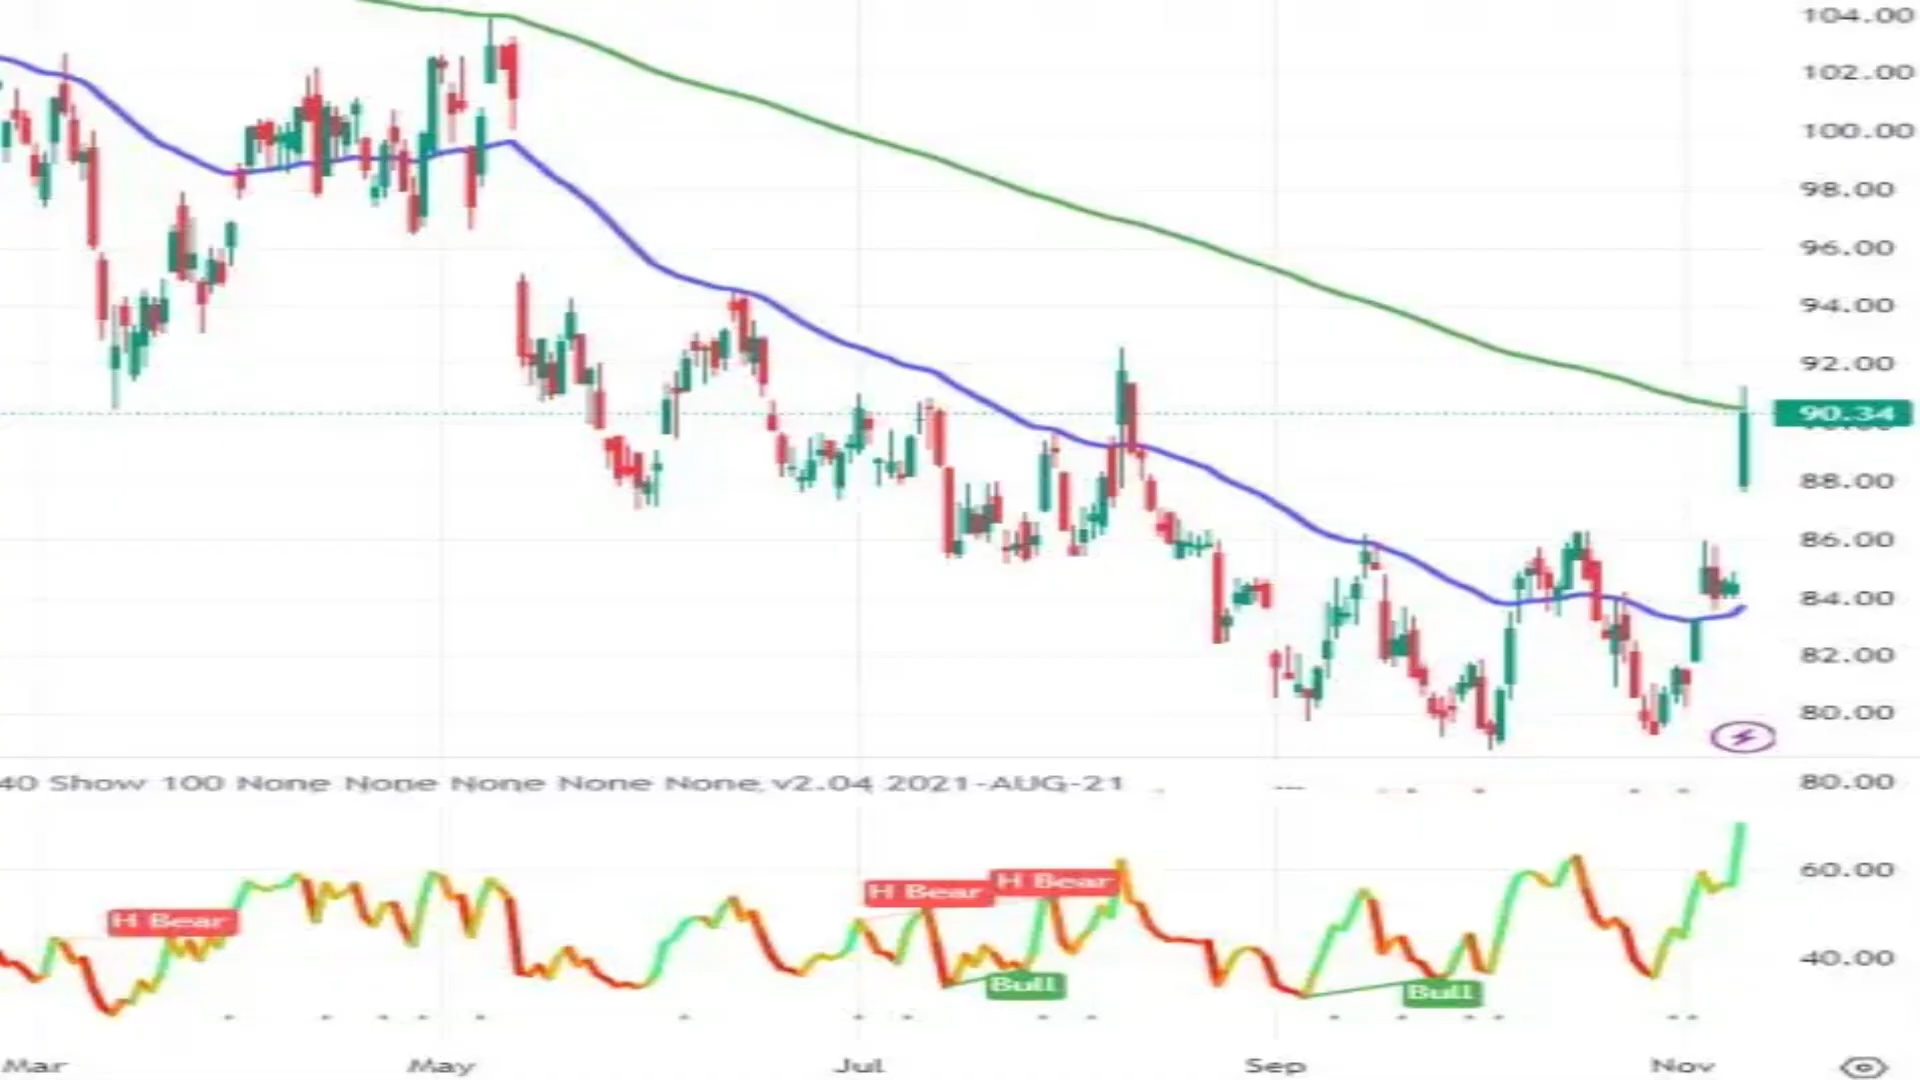 104.00
102.00
100.00
98.00
96.00
94.00
92.00
90.34
88.00
86.00
84.00
82.00
80.00
40 Show 100 None None None None None v2.04 2021-AUG-21
80.00
60.00
H Bear
H Bear
H Bear
40.00
Bull
Bull
Mar May Jul Sep Nov